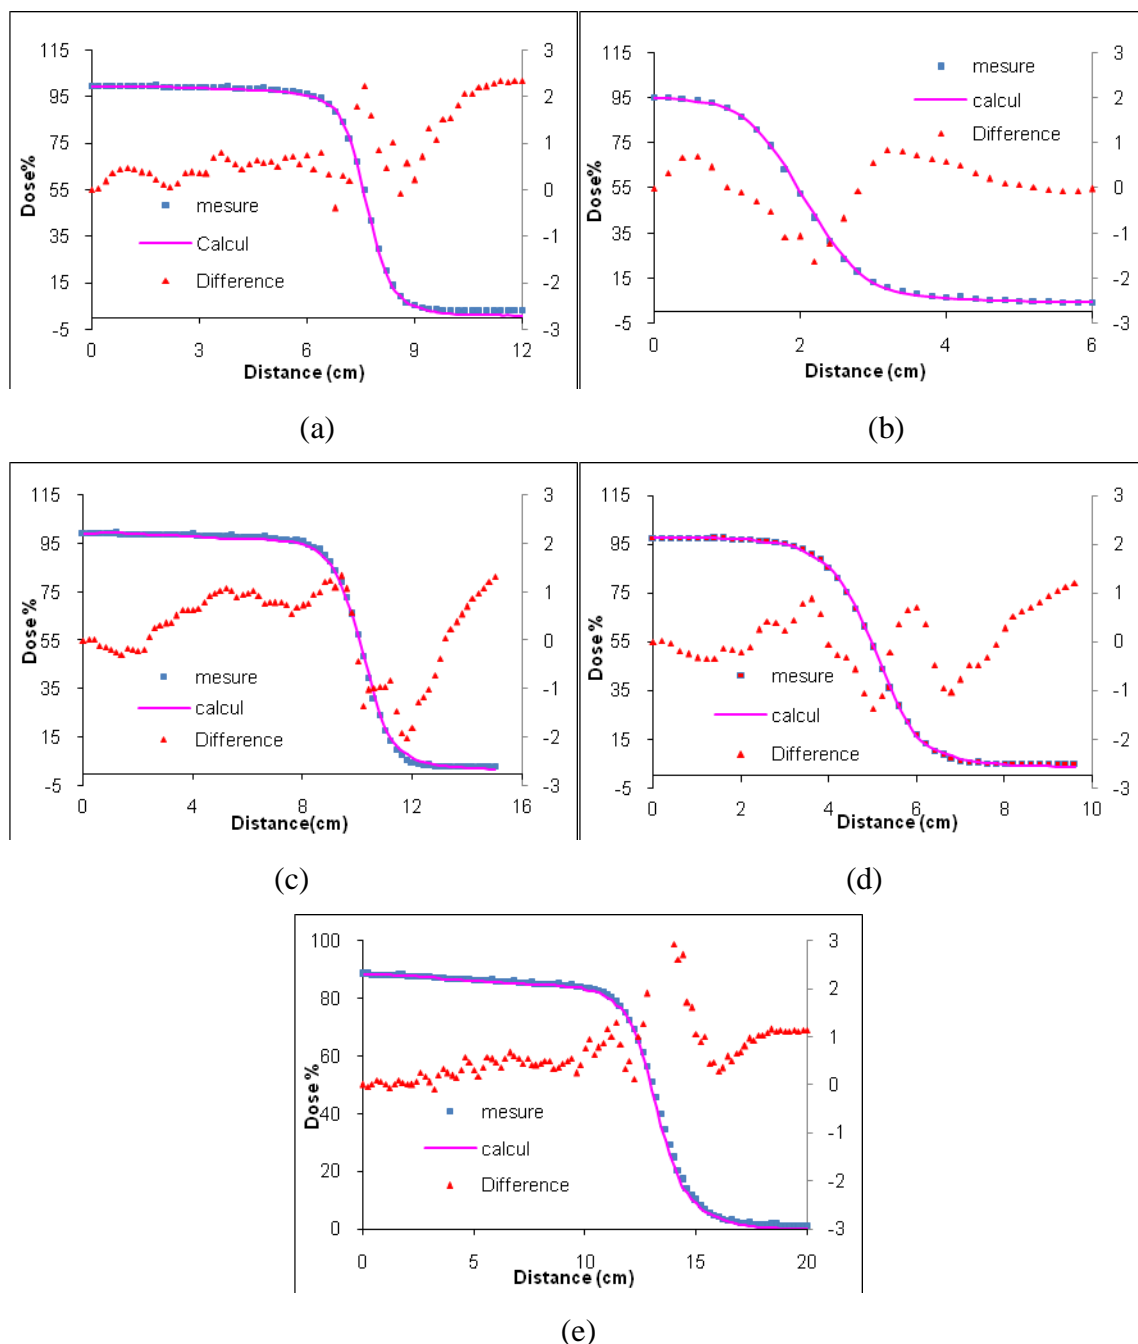 115
95
75
55
35
15
-5
Dose%
3
2
1
0
-1
-2
-3
mesure
Calcul
Difference
0 3 6 9 12
Distance (cm)
(a)
115
95
75
55
35
15
-5
Dose%
3
2
1
0
-1
-2
-3
mesure
calcul
Difference
0 2 4 6
Distance (cm)
(b)
115
95
75
55
35
15
-5
Dose %
3
2
1
0
-1
-2
-3
mesure
calcul
Difference
0 4 8 12 16
Distance(cm)
(c)
115
95
75
55
35
15
-5
Dose %
3
2
1
0
-1
-2
-3
mesure
calcul
Difference
0 2 4 6 8 10
Distance (cm)
(d)
100
80
60
40
20
0
Dose %
3
2
1
0
-1
-2
-3
mesure
calcul
Difference
0 5 10 15 20
Distance (cm)
(e)